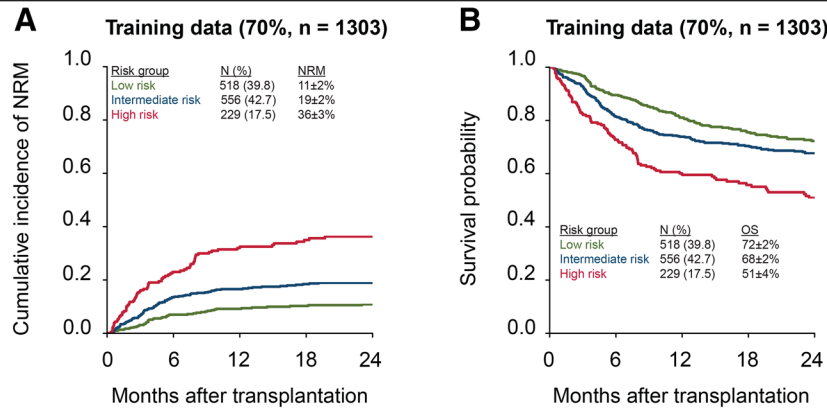 A
Training data (70%, n = 1303)
Cumulative incidence of NRM
1.0
0.8
0.6
0.4
0.2
0.0
Risk group N (%) NRM
Low risk 518 (39.8) 11±2%
Intermediate risk 556 (42.7) 19±2%
High risk 229 (17.5) 36±3%
0 6 12 18 24
Months after transplantation
B
Training data (70%, n = 1303)
Survival probability
1.0
0.8
0.6
0.4
0.2
0.0
Risk group N (%) OS
Low risk 518 (39.8) 72±2%
Intermediate risk 556 (42.7) 68±2%
High risk 229 (17.5) 51±4%
0 6 12 18 24
Months after transplantation